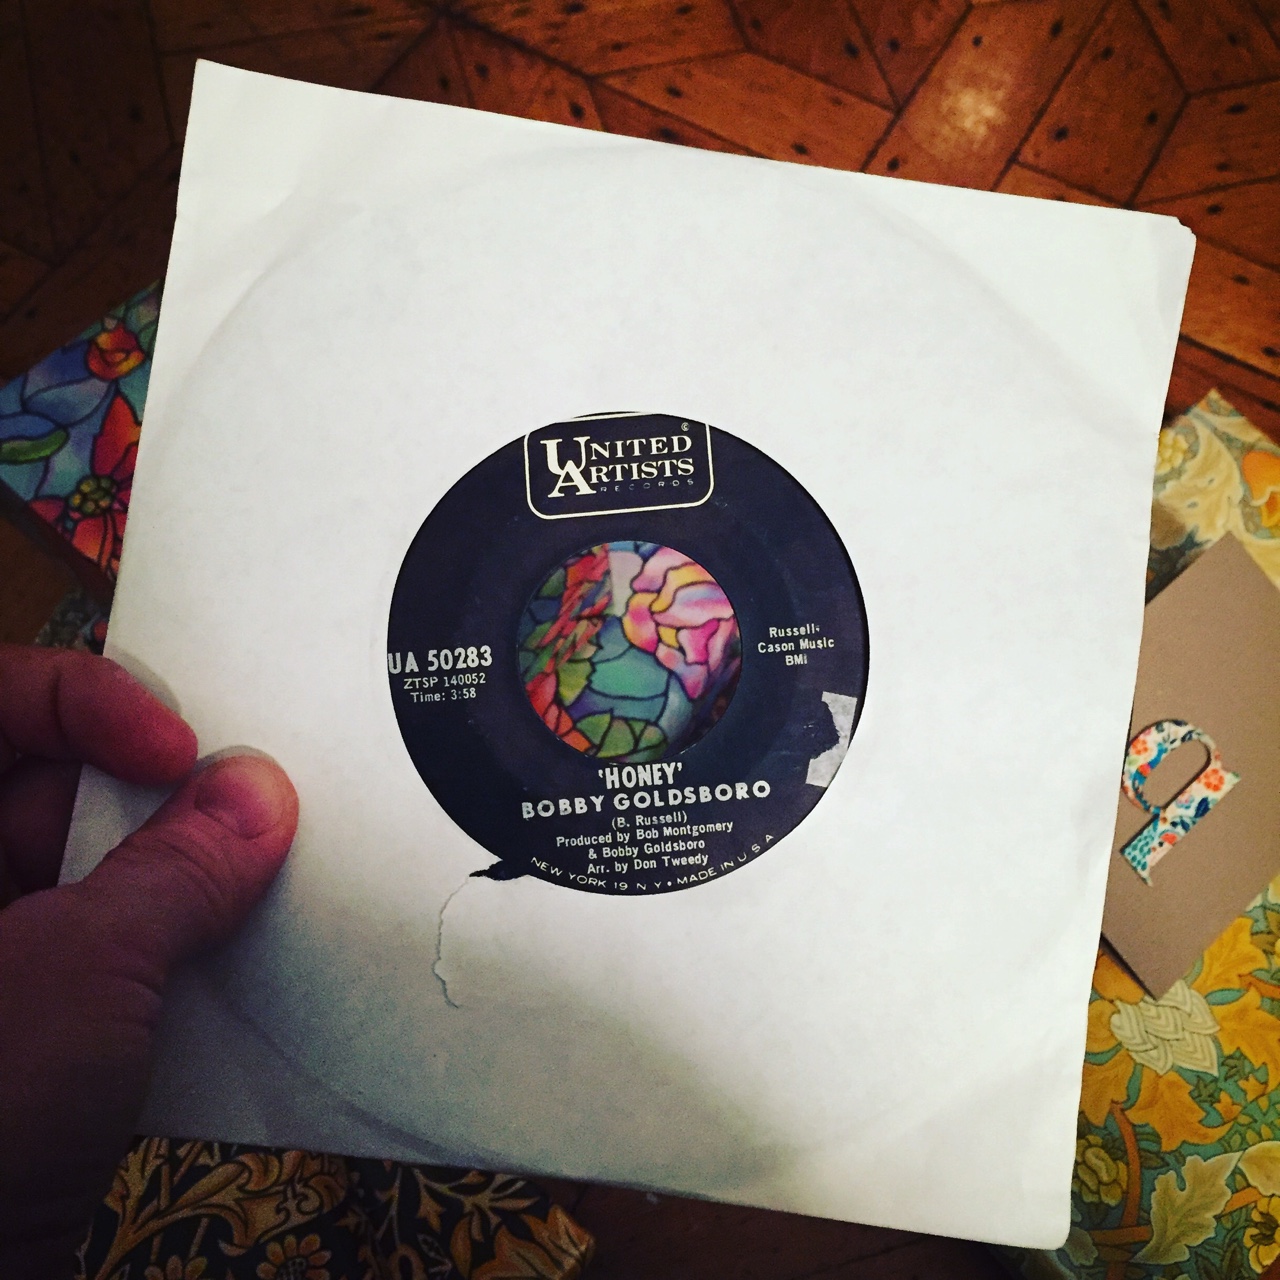 ©
UNITED
ARTISTS
RECORDS
UA 50283
ZTSP 140052
Time: 3:58
Russell-
Cason Music
BMI
'HONEY'
BOBBY GOLDSBORO
(B. Russell)
Produced by Bob Montgomery
& Bobby Goldsboro
Arr. by Don Tweedy
NEW YORK 19 N Y • MADE IN U S A
P